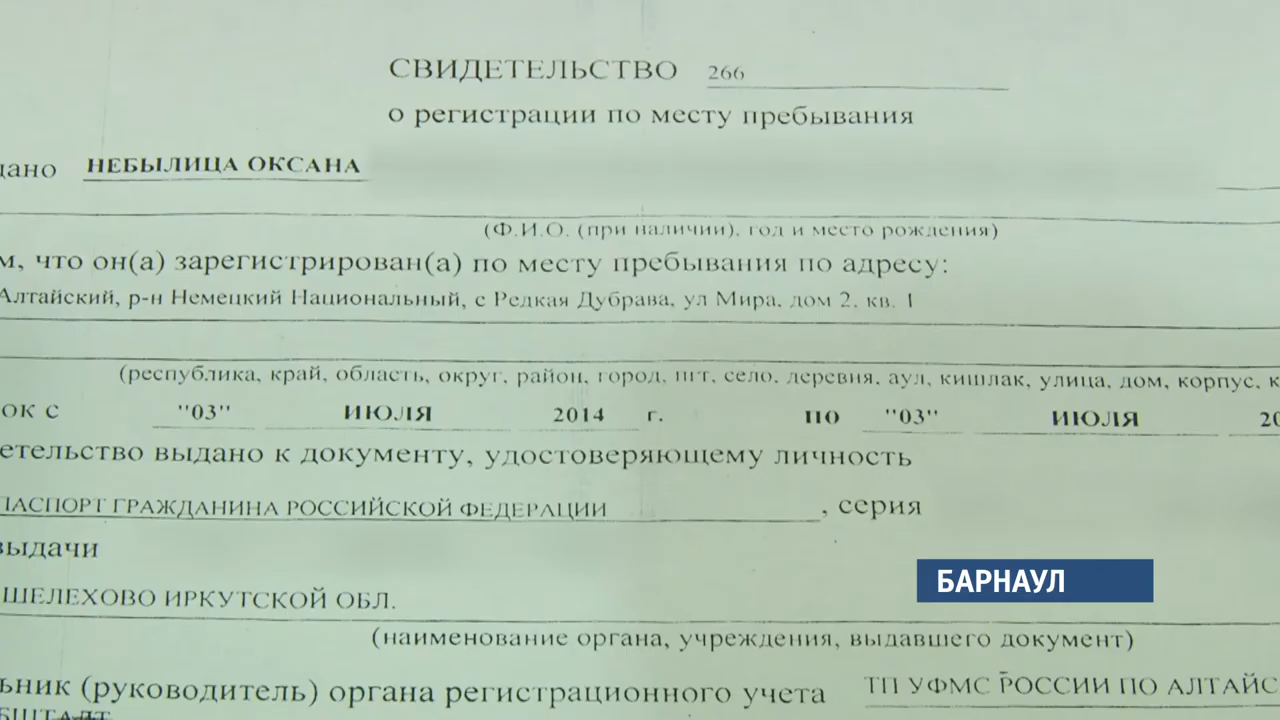 СВИДЕТЕЛЬСТВО 266
о регистрации по месту пребывания
дано НЕБЫЛИЦА ОКСАНА
(Ф.И.О. (при наличии), год и место рождения)
м, что он(а) зарегистрирован(а) по месту пребывания по адресу:
Алтайский, р-н Немецкий Национальный, с Редкая Дубрава, ул Мира, дом 2, кв. 1
(республика, край, область, округ, район, город, пгт, село, деревня, аул, кишлак, улица, дом, корпус, к
ок с "03" ИЮЛЯ 2014 г. по "03" ИЮЛЯ 20
етельство выдано к документу, удостоверяющему личность
ПАСПОРТ ГРАЖДАНИНА РОССИЙСКОЙ ФЕДЕРАЦИИ , серия
выдачи
БАРНАУЛ
ШЕЛЕХОВО ИРКУТСКОЙ ОБЛ.
(наименование органа, учреждения, выдавшего документ)
ьник (руководитель) органа регистрационного учета ТП УФМС РОССИИ ПО АЛТАЙС
БШТАЛТ